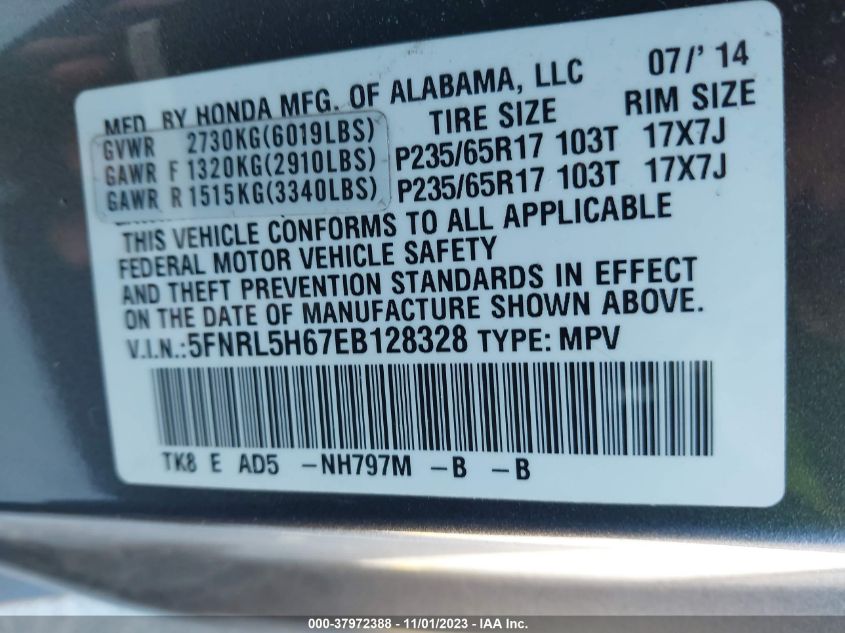 07/' 14
MFD. BY HONDA MFG. OF ALABAMA, LLC
TIRE SIZE RIM SIZE
GVWR 2730KG(6019LBS)
GAWR F 1320KG(2910LBS) P235/65R17 103T 17X7J
GAWR R 1515KG(3340LBS) P235/65R17 103T 17X7J
THIS VEHICLE CONFORMS TO ALL APPLICABLE
FEDERAL MOTOR VEHICLE SAFETY
AND THEFT PREVENTION STANDARDS IN EFFECT
ON THE DATE OF MANUFACTURE SHOWN ABOVE.
V.I.N.:5FNRL5H67EB128328 TYPE: MPV
TK8 E AD5 -NH797M -B -B
000-37972388 - 11/01/2023 - IAA Inc.